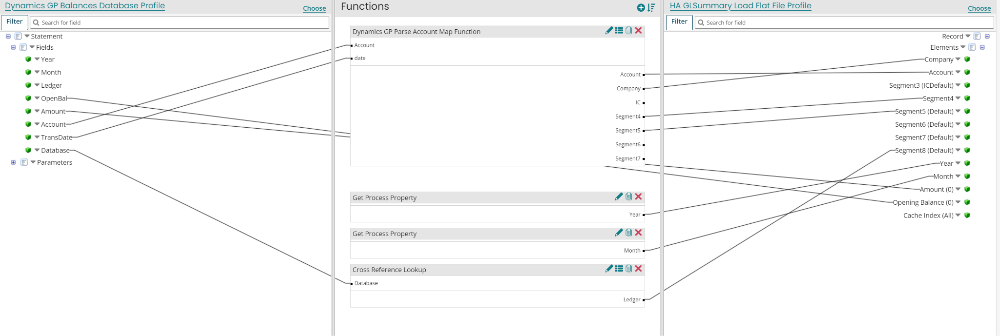 Dynamics GP Balances Database Profile
Choose
Filter
Search for field
Statement
Fields
Year
Month
Ledger
OpenBal
Amount
Account
TransDate
Database
Parameters
Functions
Dynamics GP Parse Account Map Function
Account
date
Account
Company
IC
Segment4
Segment5
Segment6
Segment7
Get Process Property
Year
Get Process Property
Month
Cross Reference Lookup
Database
Ledger
HA GLSummary Load Flat File Profile
Choose
Filter
Search for field
Record
Elements
Company
Account
Segment3 (ICDefault)
Segment4
Segment5 (Default)
Segment6 (Default)
Segment7 (Default)
Segment8 (Default)
Year
Month
Amount (0)
Opening Balance (0)
Cache Index (All)